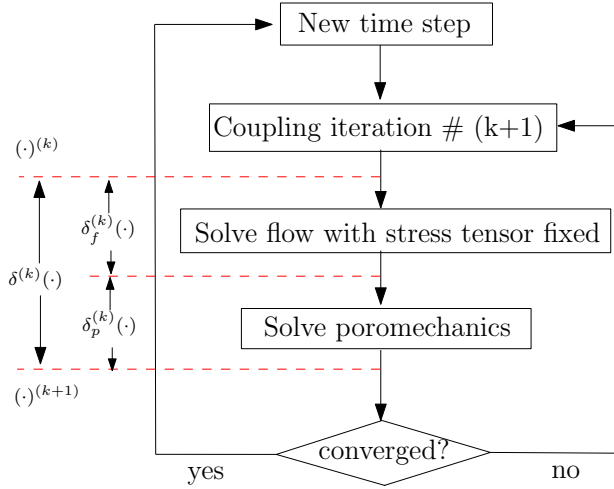 New time step
Coupling iteration # (k+1)
(·)^{(k)}
δ_f^{(k)}(·)
Solve flow with stress tensor fixed
δ^{(k)}(·)
δ_p^{(k)}(·)
Solve poromechanics
(·)^{(k+1)}
converged?
yes
no